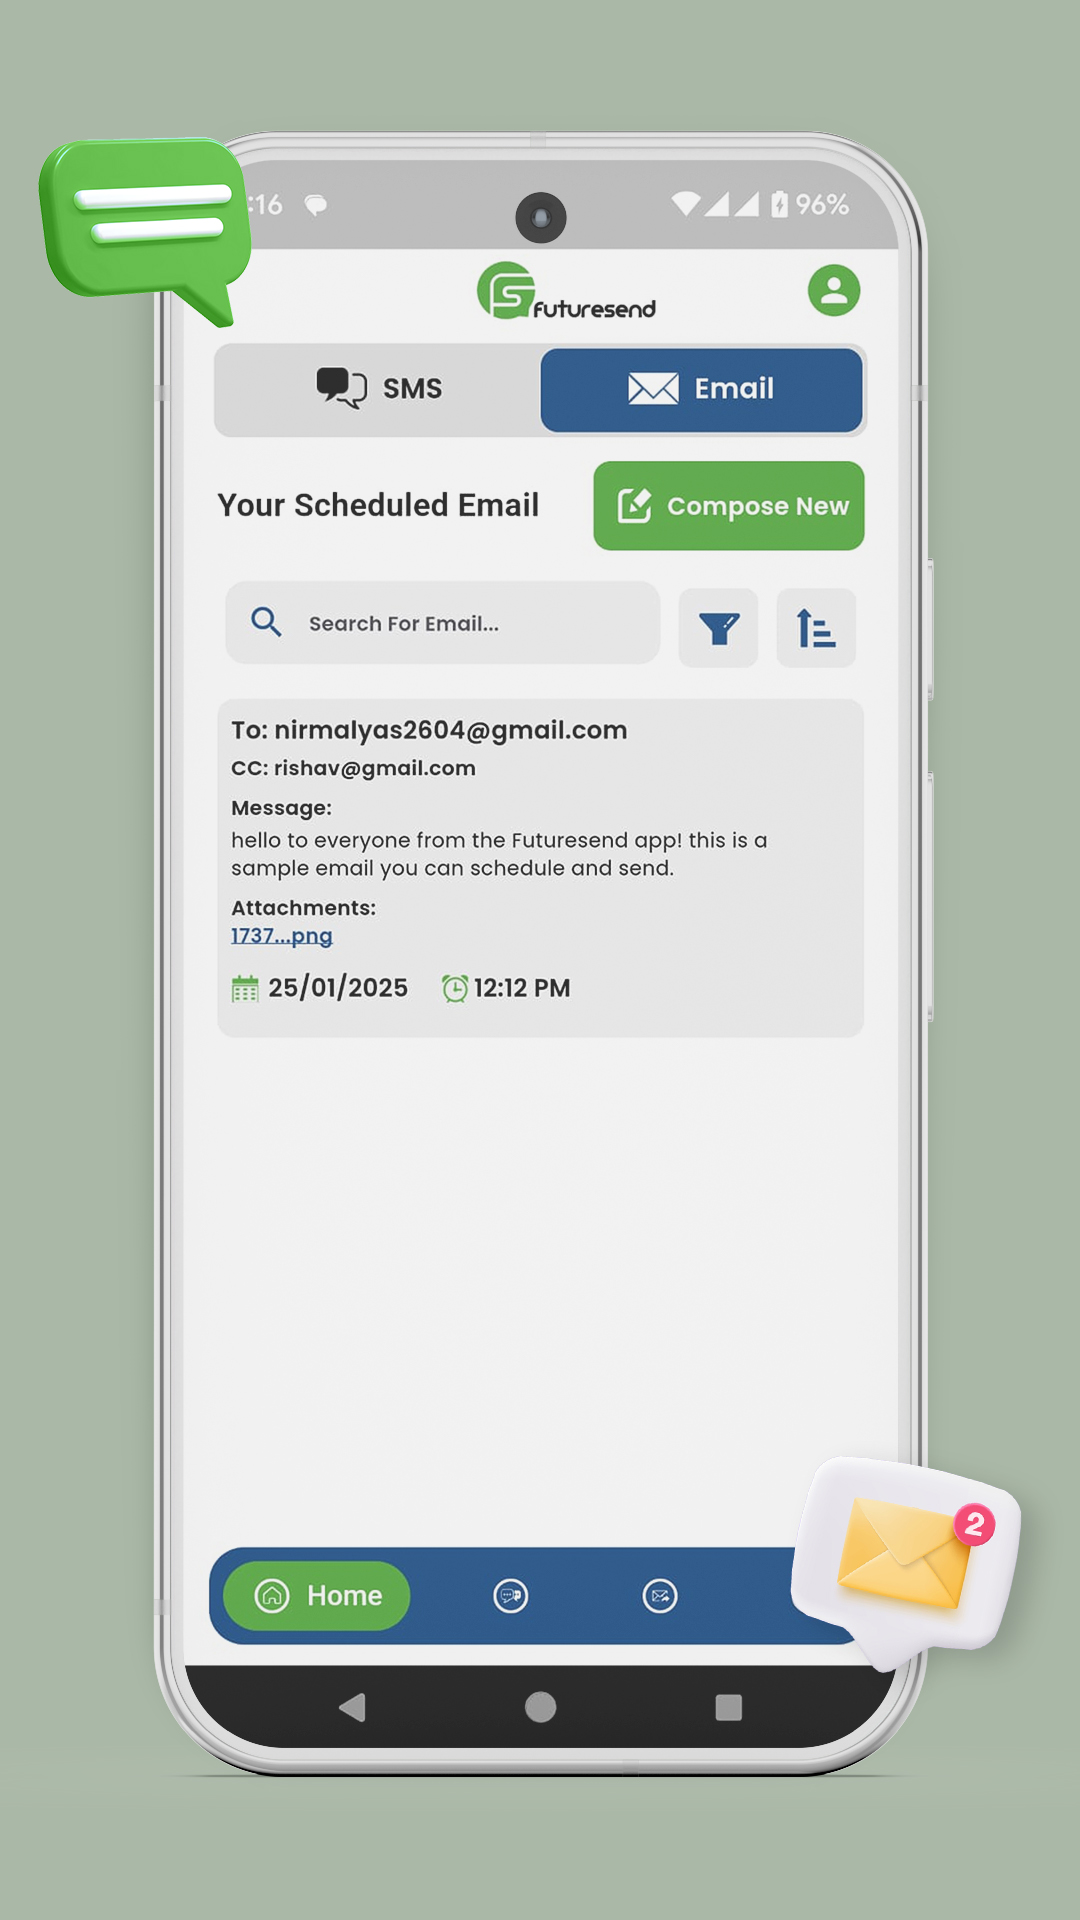 :16
96%
futuresend
SMS
Email
Your Scheduled Email
Compose New
Search For Email...
To: nirmalyas2604@gmail.com
CC: rishav@gmail.com
Message:
hello to everyone from the Futuresend app! this is a
sample email you can schedule and send.
Attachments:
1737...png
25/01/2025
12:12 PM
2
Home